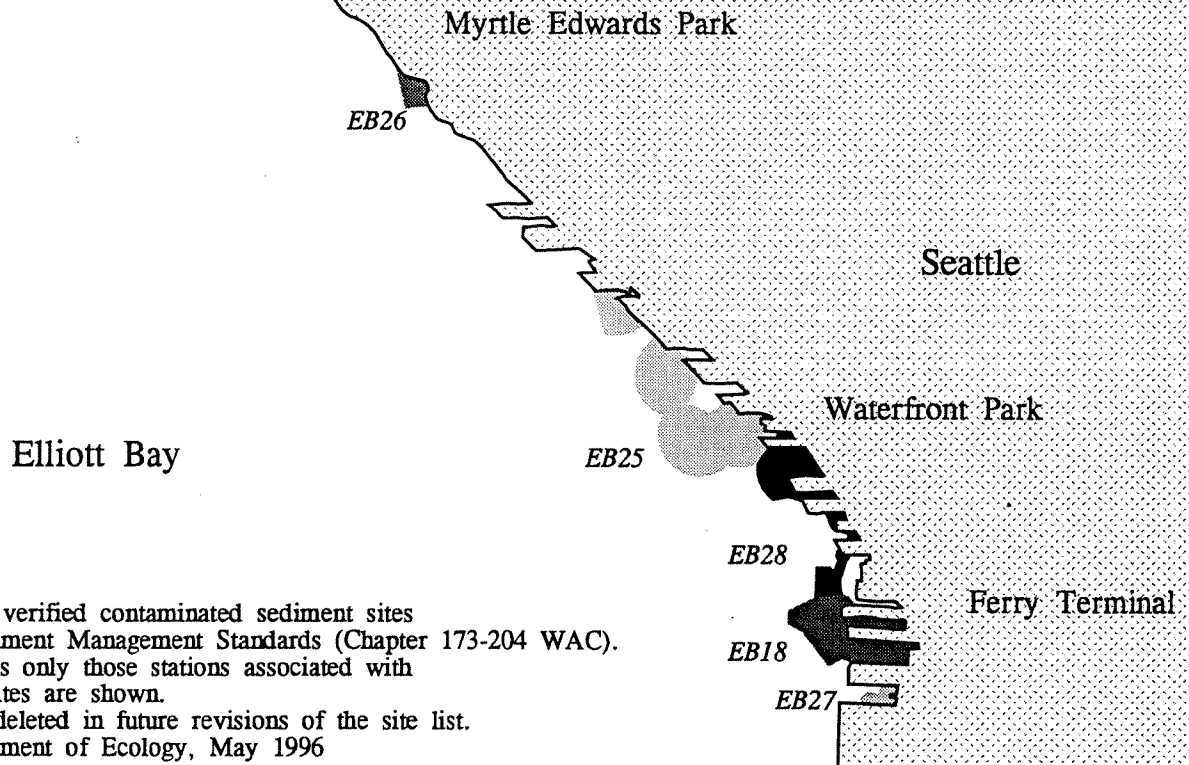 Myrtle Edwards Park
EB26
Seattle
Waterfront Park
Elliott Bay
EB25
EB28
Ferry Terminal
verified contaminated sediment sites
ment Management Standards (Chapter 173-204 WAC).
s only those stations associated with
EB18
tes are shown.
EB27
deleted in future revisions of the site list.
ment of Ecology, May 1996